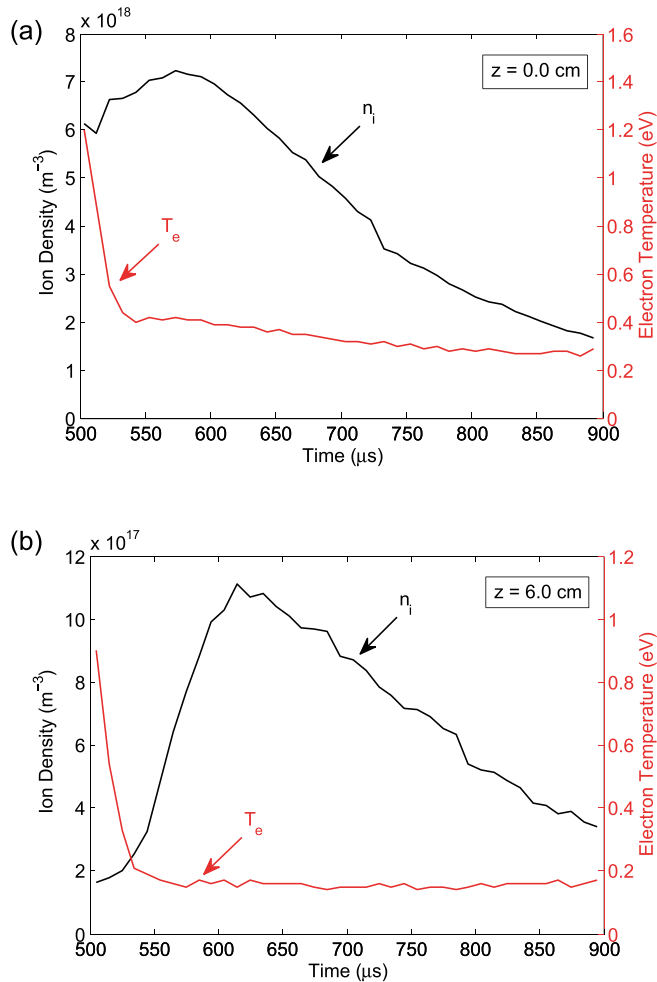 (a)
x 10^18
8
7
6
5
4
3
2
1
0
Ion Density (m^−3)
1.6
1.4
1.2
1
0.8
0.6
0.4
0.2
0
Electron Temperature (eV)
z = 0.0 cm
n_i
T_e
500 550 600 650 700 750 800 850 900
Time (μs)
(b)
x 10^17
12
10
8
6
4
2
0
Ion Density (m^−3)
1.2
1
0.8
0.6
0.4
0.2
0
Electron Temperature (eV)
z = 6.0 cm
n_i
T_e
500 550 600 650 700 750 800 850 900
Time (μs)